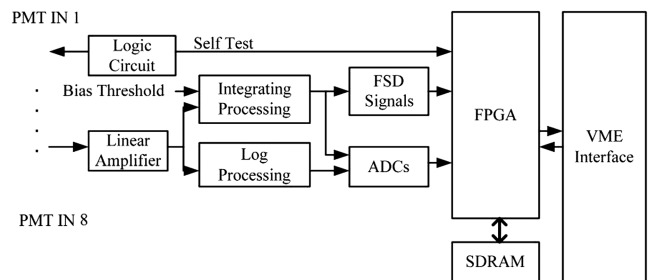 PMT IN 1
Logic
Circuit
Self Test
Bias Threshold
Integrating
Processing
FSD
Signals
FPGA
VME
Interface
Linear
Amplifier
Log
Processing
ADCs
PMT IN 8
SDRAM